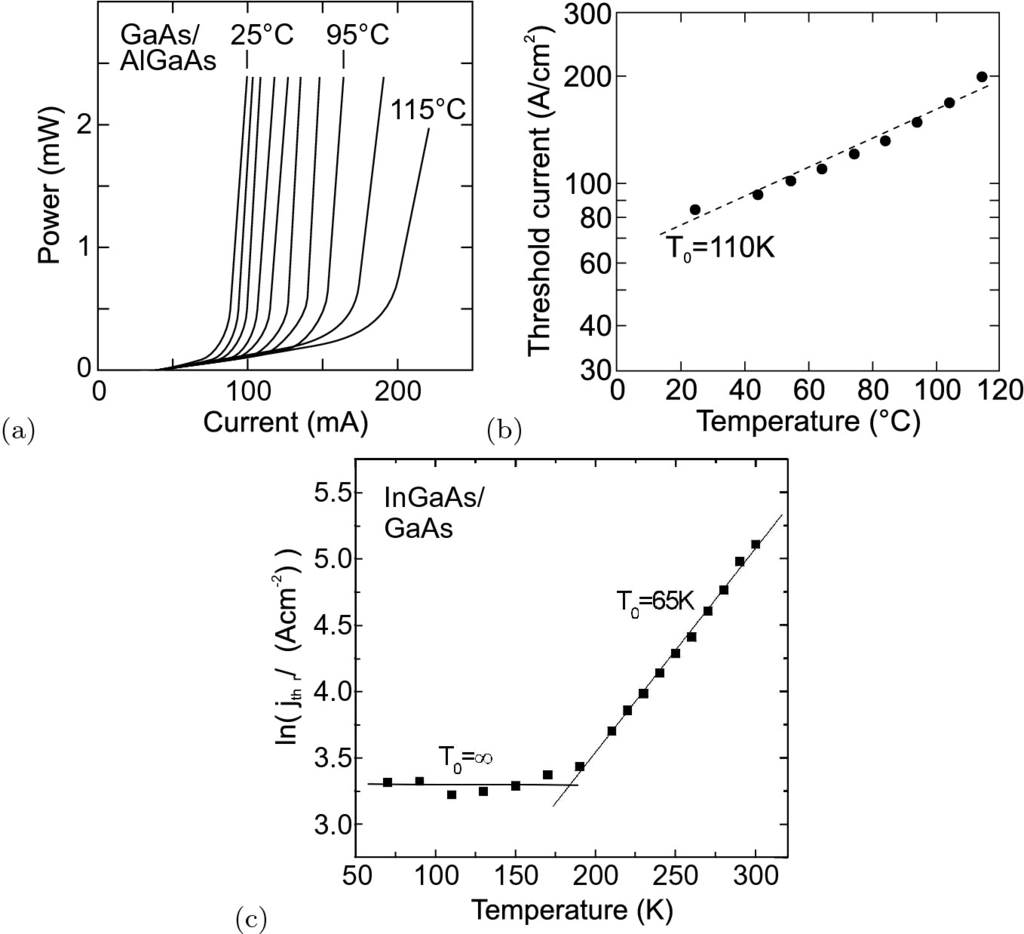 GaAs/ 25°C 95°C
AlGaAs
115°C
2
1
0
Power (mW)
0 100 200
Current (mA)
(a)
300
200
100
80
60
40
30
Threshold current (A/cm²)
T₀=110K
0 20 40 60 80 100 120
Temperature (°C)
(b)
InGaAs/
GaAs
5.5
5.0
4.5
4.0
3.5
3.0
ln( jth r/ (Acm⁻²) )
T₀=65K
T₀=∞
50 100 150 200 250 300
Temperature (K)
(c)